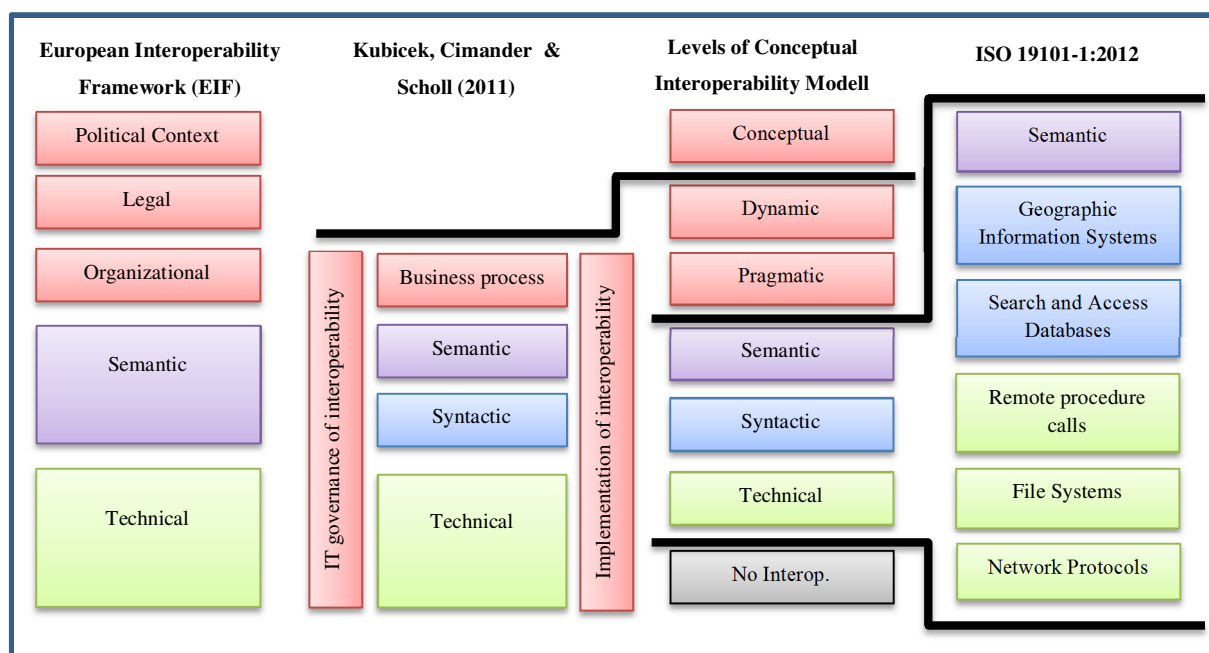 European Interoperability
Framework (EIF)
Political Context
Legal
Organizational
Semantic
Technical
Kubicek, Cimander &
Scholl (2011)
IT governance of interoperability
Business process
Semantic
Syntactic
Technical
Implementation of interoperability
Levels of Conceptual
Interoperability Modell
Conceptual
Dynamic
Pragmatic
Semantic
Syntactic
Technical
No Interop.
ISO 19101-1:2012
Semantic
Geographic
Information Systems
Search and Access
Databases
Remote procedure
calls
File Systems
Network Protocols